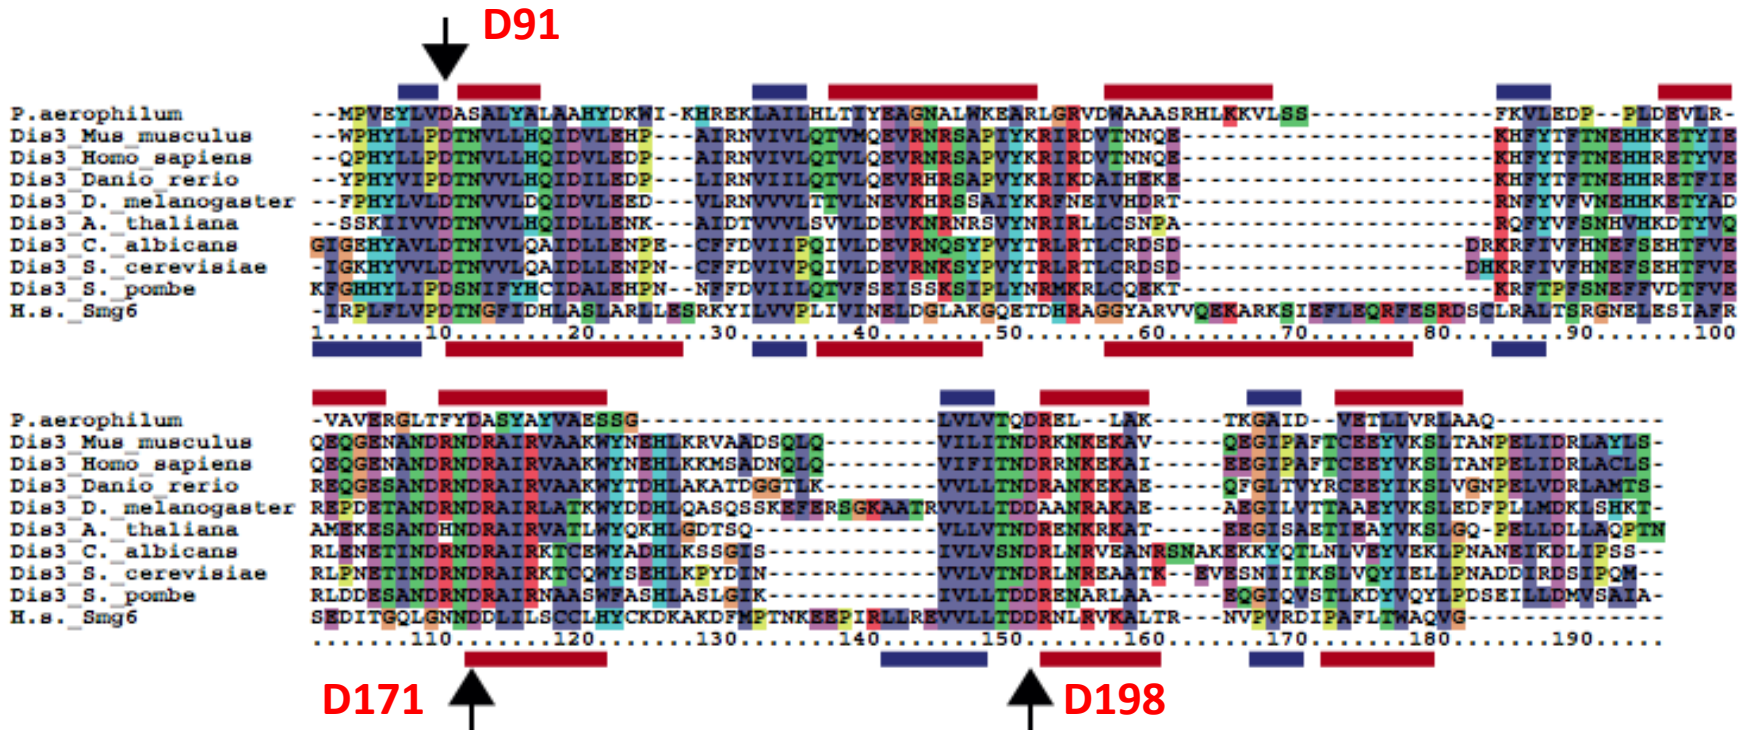 D91
P.aerophilum --MPVEYLVDASALYALAAHYDKWI-KHREKLAILHLTIYEAGNALWKEARLGRVDWAAASRHLKKVLSS-------------FKVLEDP--PLDEVLR-
Dis3_Mus_musculus --WPHYLLPDTNVLLHQIDVLEHP---AIRNVIVLQTVMQEVRNRSAPIYKRIRDVTNNQE----------------------KHFYTFTNEHHKETYIE
Dis3_Homo_sapiens --QPHYLLPDTNVLLHQIDVLEDP---AIRNVIVLQTVLQEVRNRSAPVYKRIRDVTNNQE----------------------KHFYTFTNEHHRETYVE
Dis3_Danio_rerio --YPHYVIPDTNVVLHQIDILEDP---LIRNVIILQTVLQEVRHRSAPVYKRIKDAIHEKE----------------------KHFYTFTNEHHRETFIE
Dis3_D._melanogaster --FPHYLVLDTNVVLDQIDVLEED---VLRNVVVLTTVLNEVKHRSSAIYKRFNEIVHDRT----------------------RNFYVFVNEHHKETYAD
Dis3_A._thaliana --SSK-IVVVDTNVVLHQIDLLENK---AIDTVVVLSVVLDEVKNRNRSVYNRIRLLCSNPA----------------------RQFYVFSNHVHKDTYVQ
Dis3_C._albicans GIGEHYAVLDTNIVLQAIDLLENPE--CFFDVIIPQIVLDEVRNQSYPVYTRLRTLCRDSD--------------------DRKRFIVFHNEFSEHTFVE
Dis3_S._cerevisiae -IGKHYVVLDTNVVLQAIDLLENPN--CFFDVIVPQIVLDEVRNKSYPVYTRLRTLCRDSD--------------------DHKRFIVFHNEFSEHTFVE
Dis3_S._pombe KFGHHYLIPDSNIFYHCIDALEHPN--NFFDVIILQTVFSEISSKSIPLYNRMKRLCQEKT----------------------KRFTPFSNEFFVDTFVE
H.s._Smg6 -IRPLFLVPDTNGFIDHLASLARLLESRKYILVVPLIVINELDGLAKGQETDHRAGGYARVVQEKARKSIEFLEQRFESRDSCLRALTSRGNELESIAFR
1........10........20........30........40........50........60........70........80........90.......100
P.aerophilum -VAVERGLTFYDASYAYVAESSG---------------------LVLVTQDREL--LAK-----TKGAID--VETLLVRLAAQ------------
Dis3_Mus_musculus QEQGENANDRNDRAIRVAAKWYNEHLKRVAADSQLQ--------VILITNDRKNKEKAV-----QEGIPAFTCEEYVKSLTANPELIDRLAYLS-
Dis3_Homo_sapiens QEQGENANDRNDRAIRVAAKWYNEHLKKMSADNQLQ--------VIFITNDRRNKEKAI-----EEGIPAFTCEEYVKSLTANPELIDRLACLS-
Dis3_Danio_rerio REQGESANDRNDRAIRVAAKWYTDHLAKATDGGTLK--------VVLLTNDRANKEKAE-----QFGLTVYRCEEYIKSLVGNPELVDRLAMTS-
Dis3_D._melanogaster REPDETANDRNDRAIRLATKWYDDHLQASQSSKEFERSGKAATRVVLLTDDAANRAKAE-----AEGILVTTAAEYVKSLEDFPLLMDKLSHKT-
Dis3_A._thaliana AMEKESANDHNDRAIRVATLWYQKHLGDTSQ-------------VLLVTNDRENKRKAT-----EEGISAETIEAYVKSLGQ-PELLDLLAQPTN
Dis3_C._albicans RLENETINDRNDRAIRKTCEWYADHLKSSGIS------------IVLVSNDRLNRVEANRSNAKEKKYQTLNLVEYVEKLPNANEIKDLIPSS--
Dis3_S._cerevisiae RLPNETINDRNDRAIRKTCQWYSEHLKPYDIN------------VVLVTNDRLNREAATK--EVESNIITKSLVQYIELLPNADDIRDSIPQM--
Dis3_S._pombe RLDDESANDRNDRAIRNAASWFASHLASLGIK------------IVLLTDDRENARLAA-----EQGIQVSTLKDYVQYLPDSEILLDMVSAIA-
H.s._Smg6 SEDITGQLGNNDDLILSCCLHYCKDKAKDFMPTNKEEPIRLLREVVLLTDDRNLRVKALTR---NVPVRDIPAFLTWAQVG--------------
.......110.......120.......130.......140.......150.......160.......170.......180.......190.....
D171
D198